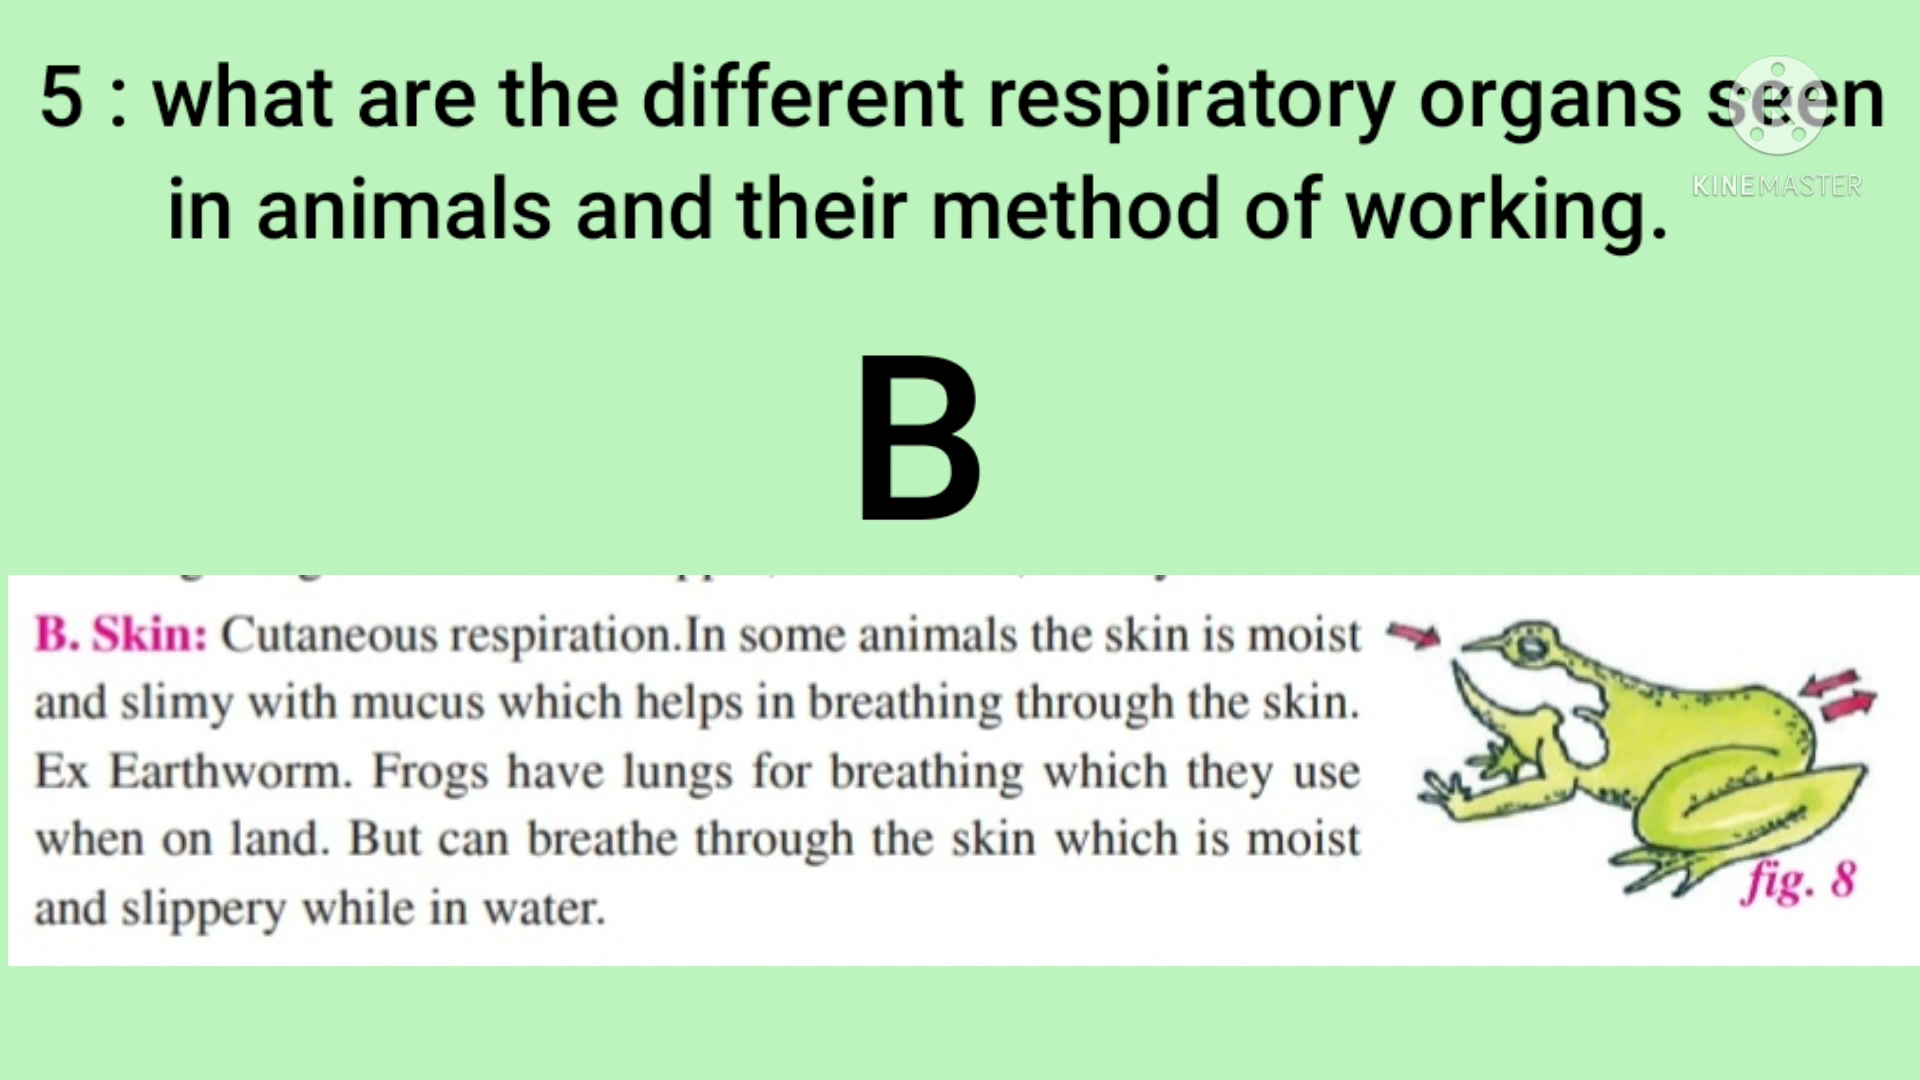 5 : what are the different respiratory organs seen
in animals and their method of working.
KINEMASTER
B
B. Skin: Cutaneous respiration.In some animals the skin is moist
and slimy with mucus which helps in breathing through the skin.
Ex Earthworm. Frogs have lungs for breathing which they use
when on land. But can breathe through the skin which is moist
and slippery while in water.
fig. 8